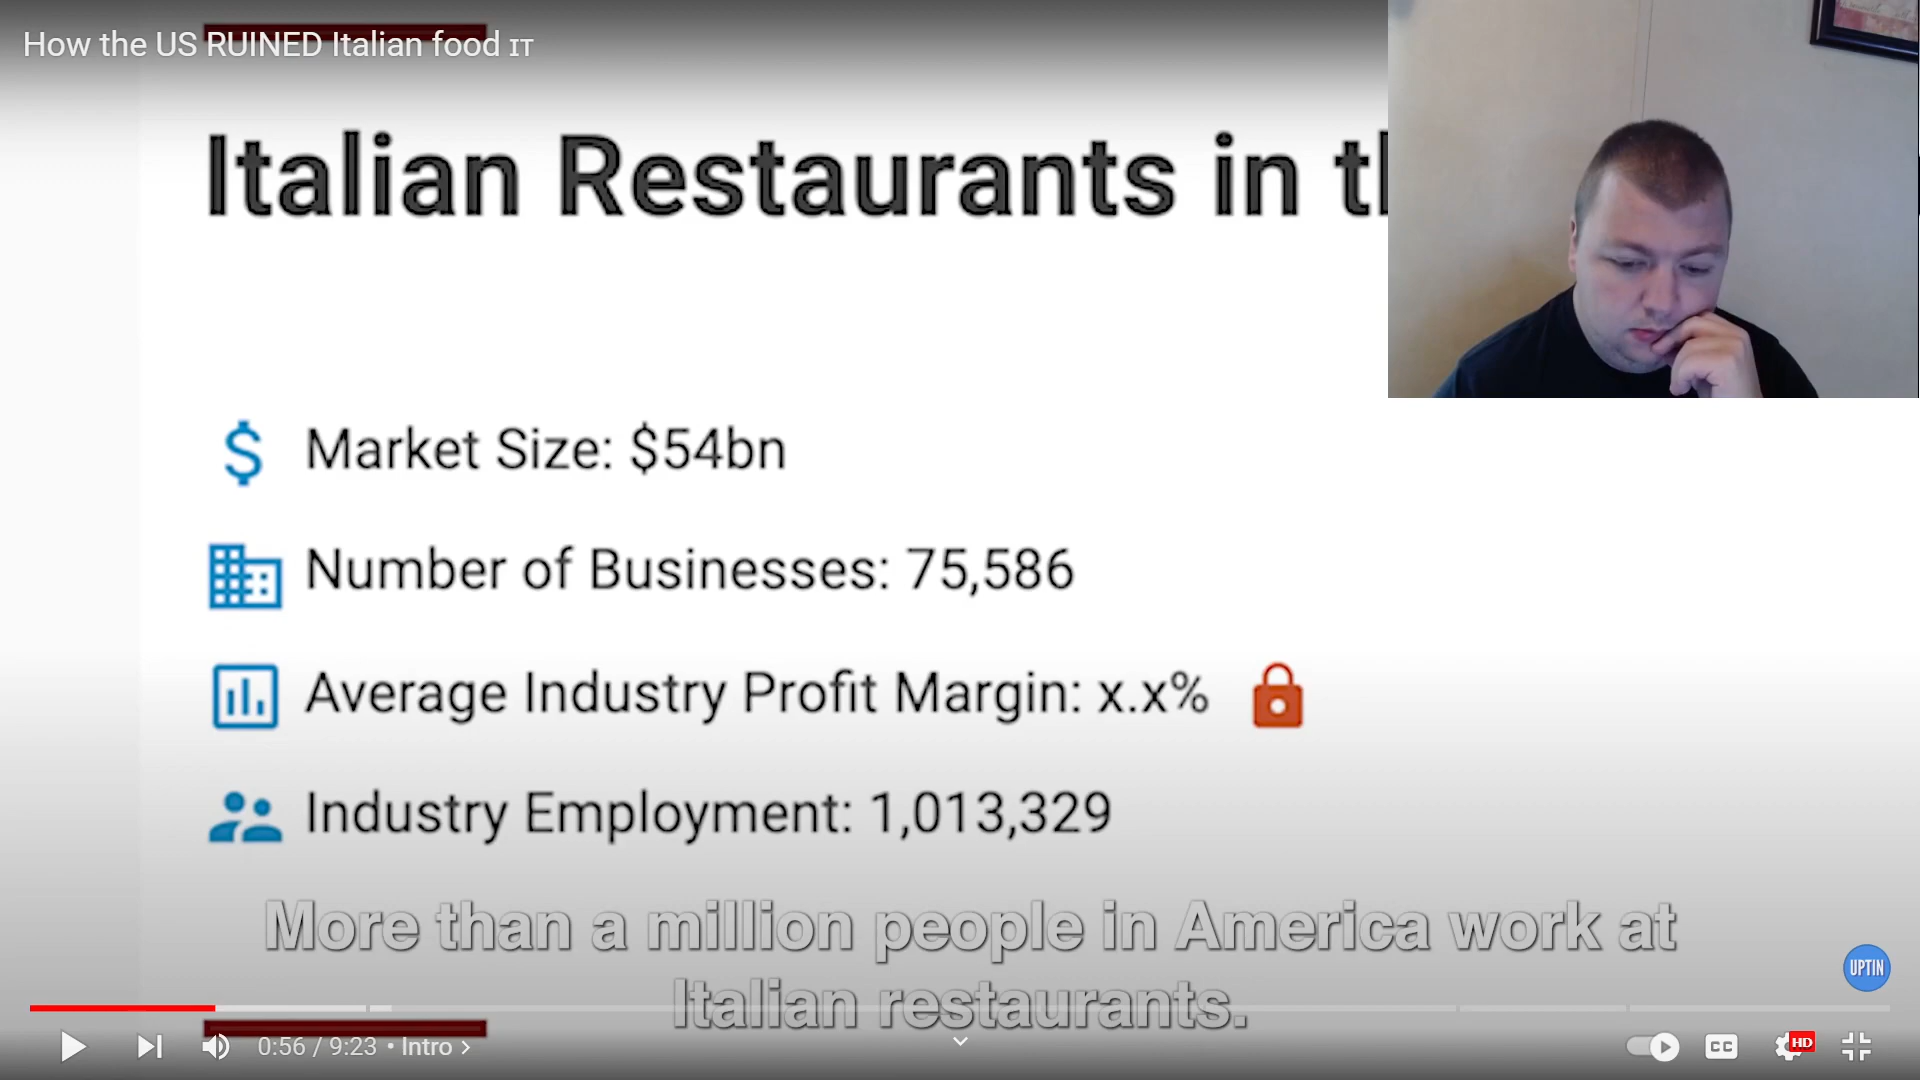 How the US RUINED Italian food ɪᴛ
Italian Restaurants in
Market Size: $54bn
Number of Businesses: 75,586
Average Industry Profit Margin: x.x%
Industry Employment: 1,013,329
More than a million people in America work at
Italian restaurants.
UPTIN
0:56 / 9:23 • Intro >
CC
HD